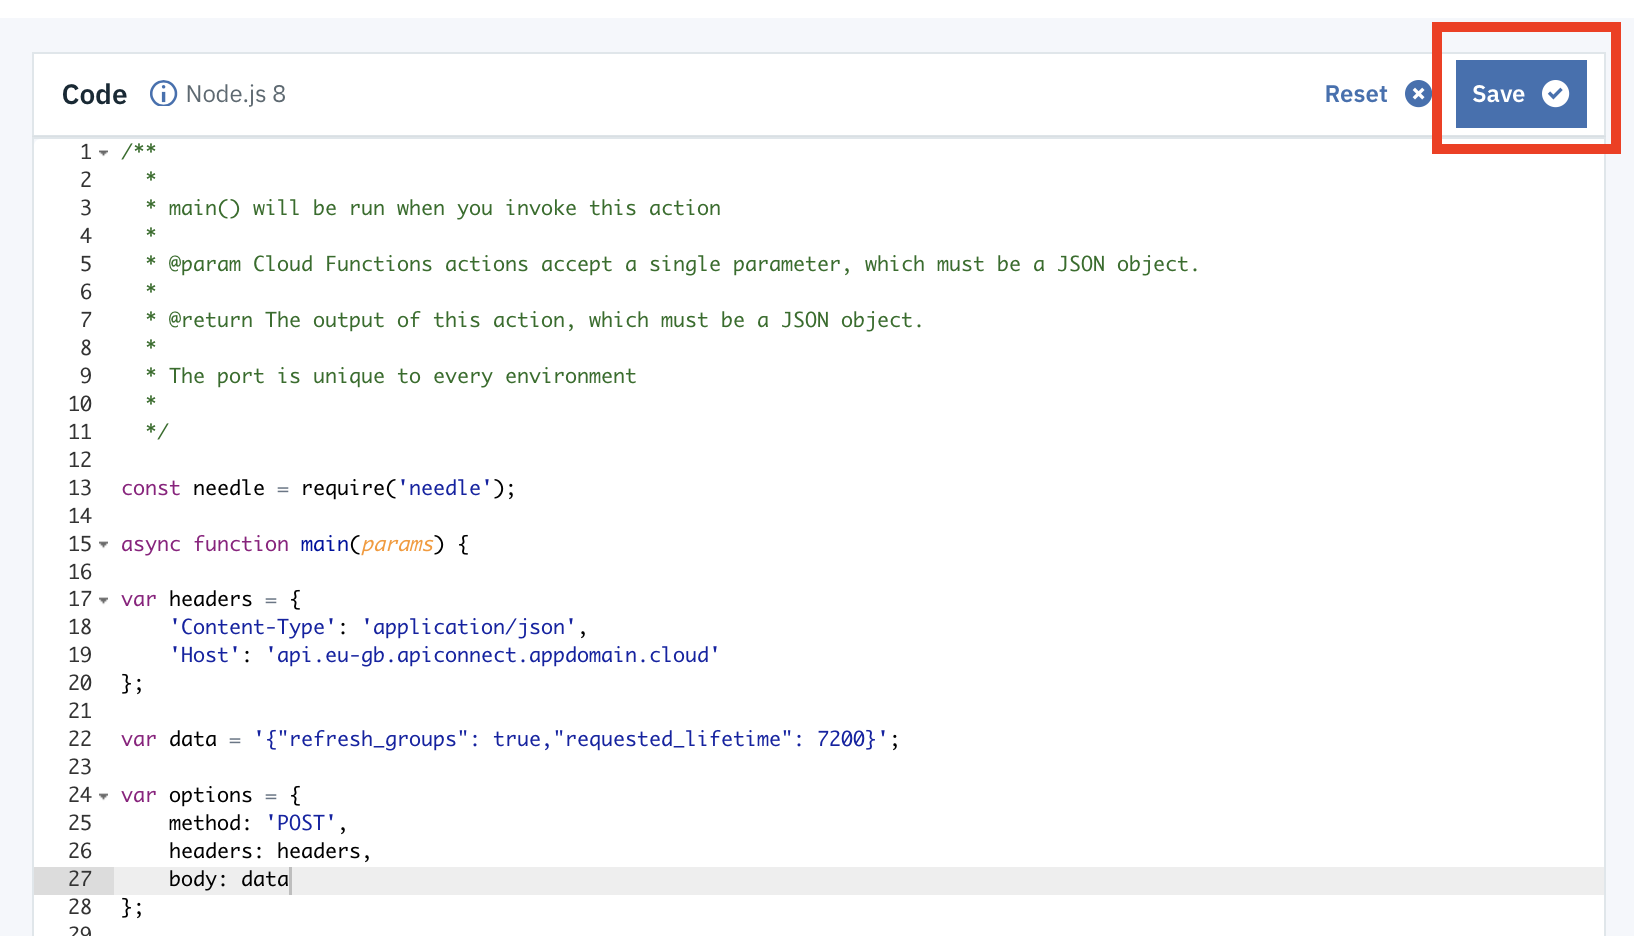 Code Node.js 8 Reset Save
1 /**
2 *
3 * main() will be run when you invoke this action
4 *
5 * @param Cloud Functions actions accept a single parameter, which must be a JSON object.
6 *
7 * @return The output of this action, which must be a JSON object.
8 *
9 * The port is unique to every environment
10 *
11 */
12
13 const needle = require('needle');
14
15 async function main(params) {
16
17 var headers = {
18 'Content-Type': 'application/json',
19 'Host': 'api.eu-gb.apiconnect.appdomain.cloud'
20 };
21
22 var data = '{"refresh_groups": true,"requested_lifetime": 7200}';
23
24 var options = {
25 method: 'POST',
26 headers: headers,
27 body: data
28 };
29